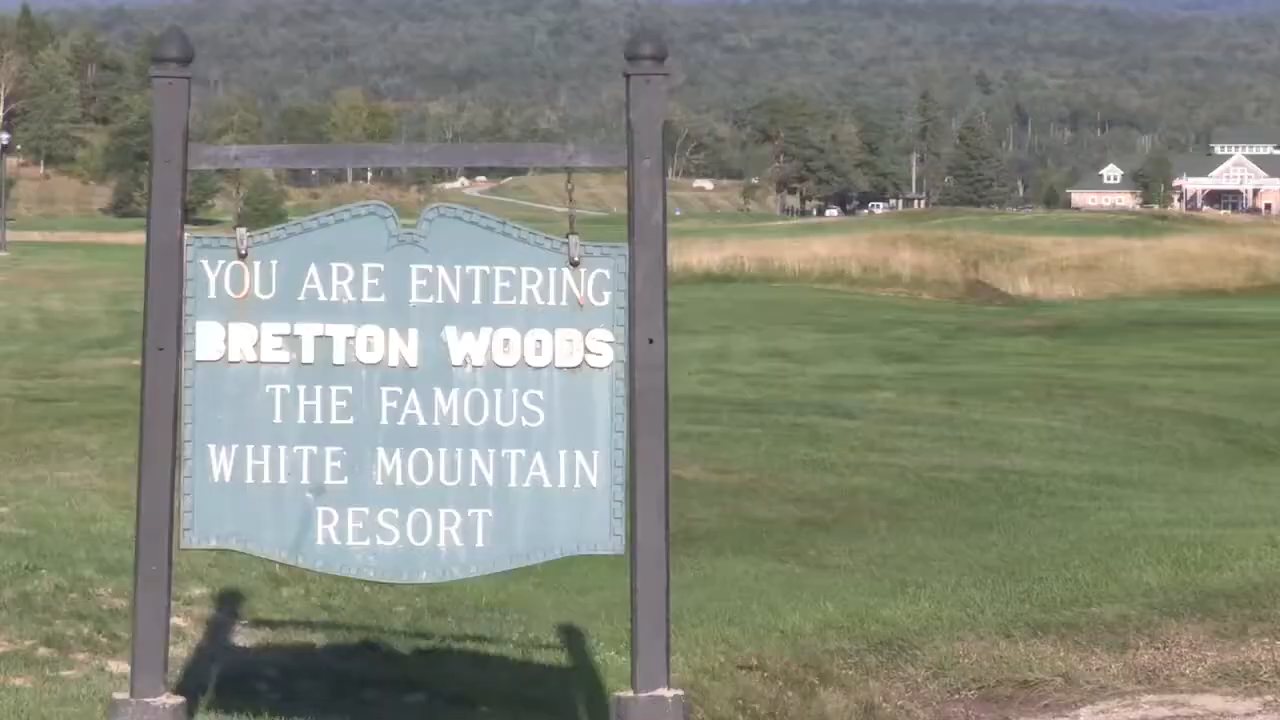 YOU ARE ENTERING
BRETTON WOODS
THE FAMOUS
WHITE MOUNTAIN
RESORT